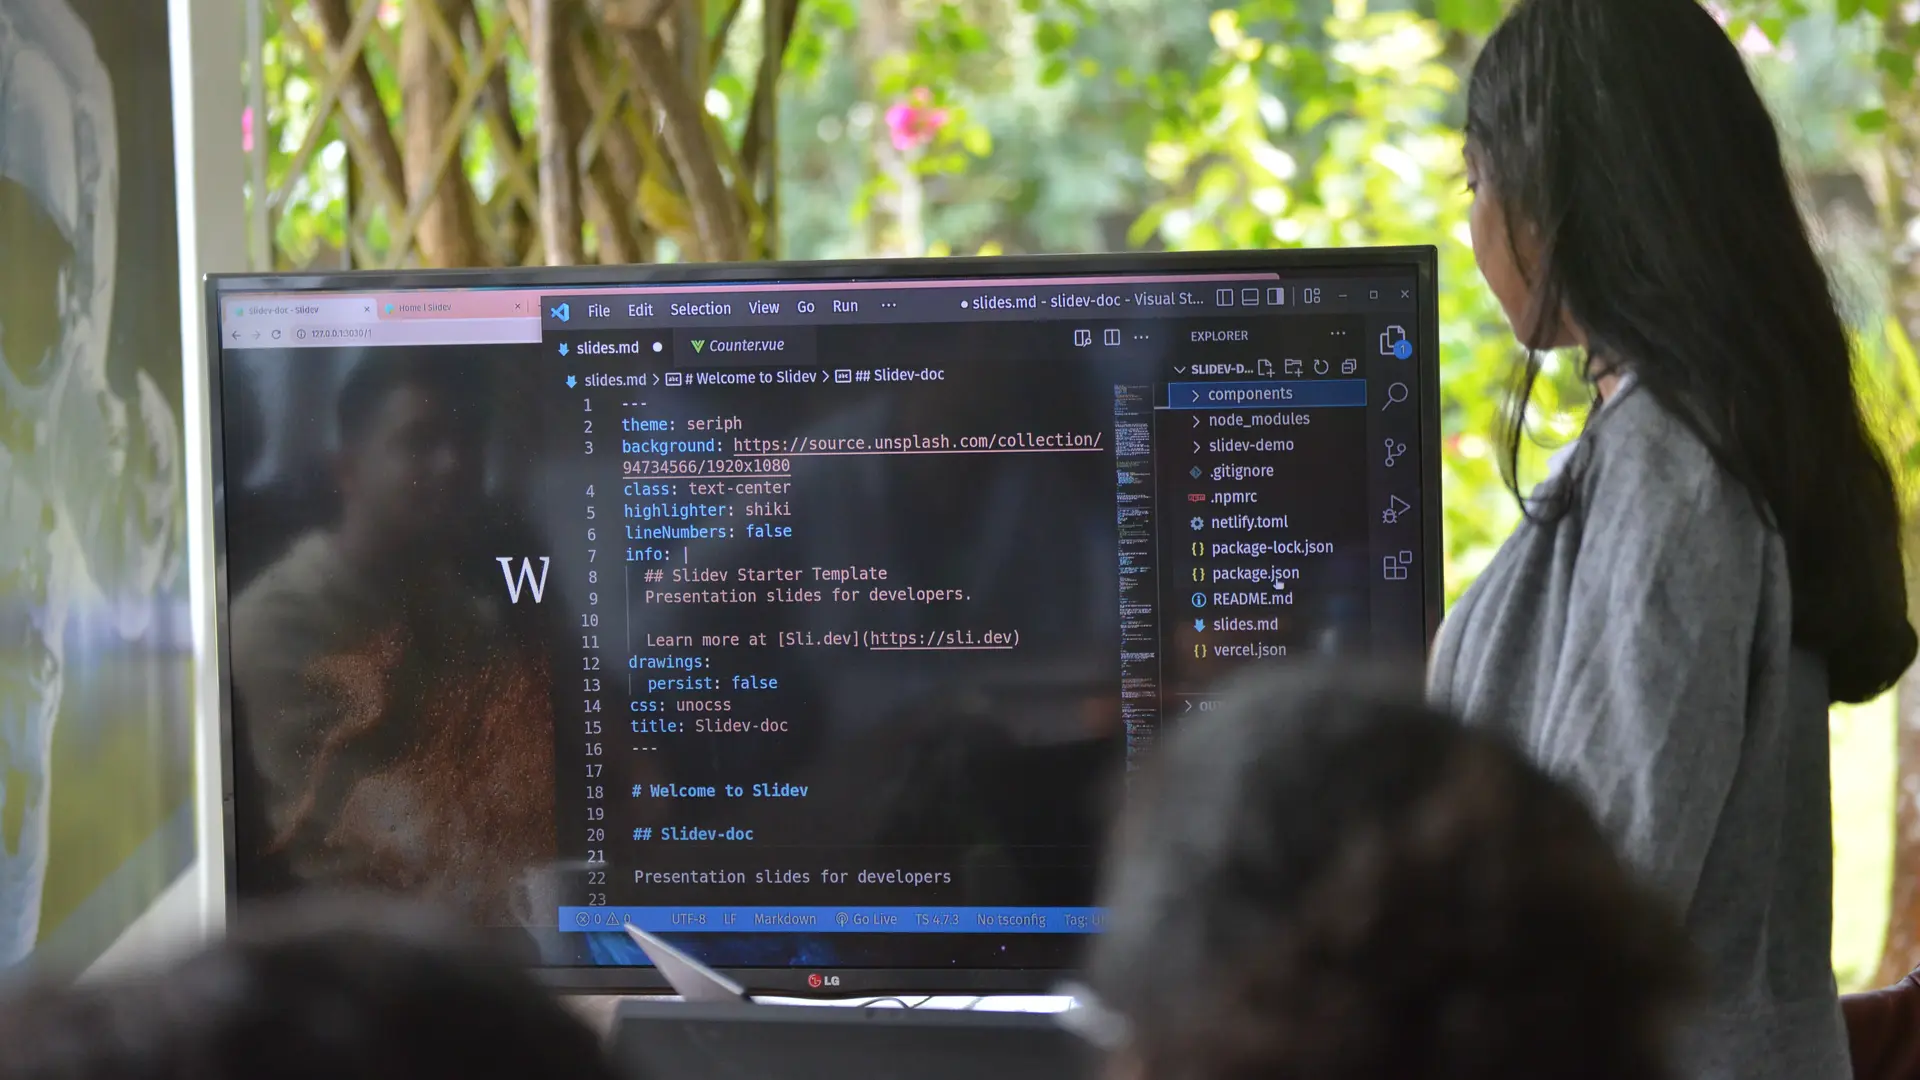 Slidev-doc - Slidev
Home | Slidev
127.0.0.1:3030/1
W
File Edit Selection View Go Run ···
● slides.md - slidev-doc - Visual St...
slides.md ● Counter.vue
slides.md > # Welcome to Slidev > ## Slidev-doc
1 ---
2 theme: seriph
3 background: https://source.unsplash.com/collection/
94734566/1920x1080
4 class: text-center
5 highlighter: shiki
6 lineNumbers: false
7 info: |
8 ## Slidev Starter Template
9 Presentation slides for developers.
10
11 Learn more at [Sli.dev](https://sli.dev)
12 drawings:
13 persist: false
14 css: unocss
15 title: Slidev-doc
16 ---
17
18 # Welcome to Slidev
19
20 ## Slidev-doc
21
22 Presentation slides for developers
23
0 0 UTF-8 LF Markdown Go Live TS 4.7.3 No tsconfig Tag:
EXPLORER ···
SLIDEV-D...
components
node_modules
slidev-demo
.gitignore
.npmrc
netlify.toml
package-lock.json
package.json
README.md
slides.md
vercel.json
1
LG